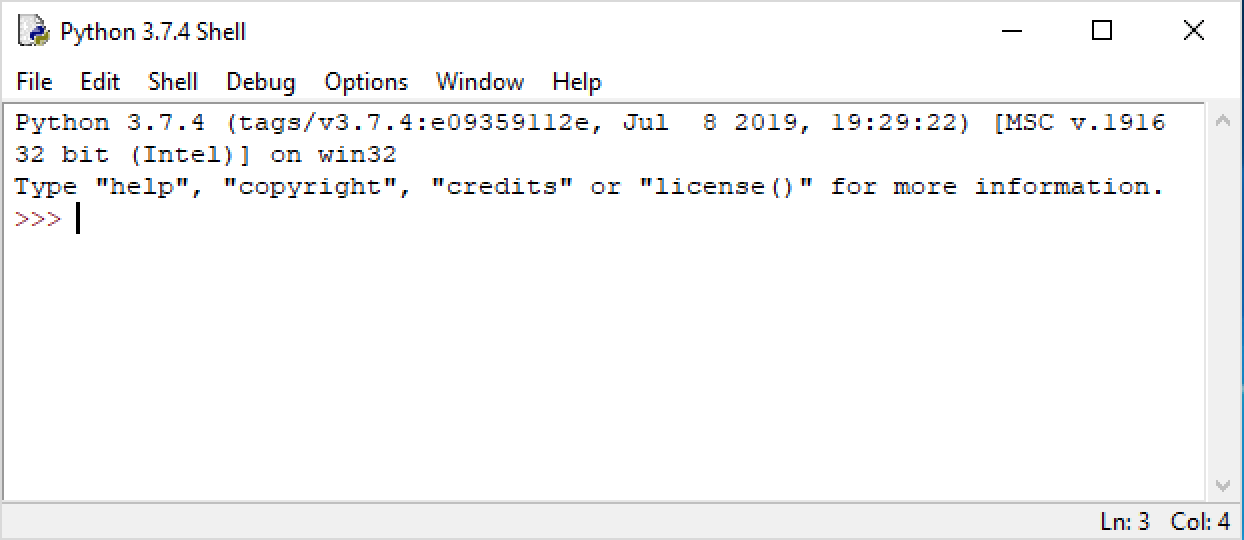 Python 3.7.4 Shell
File Edit Shell Debug Options Window Help
Python 3.7.4 (tags/v3.7.4:e09359112e, Jul  8 2019, 19:29:22) [MSC v.1916
32 bit (Intel)] on win32
Type "help", "copyright", "credits" or "license()" for more information.
>>>
Ln: 3 Col: 4